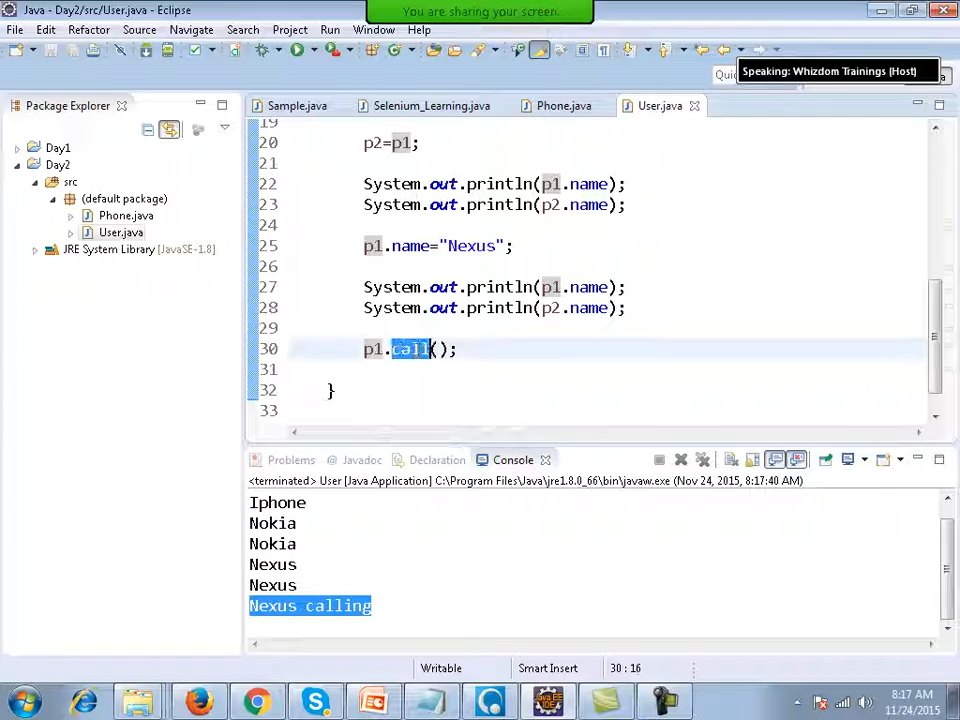 Java - Day2/src/User.java - Eclipse
You are sharing your screen
File Edit Refactor Source Navigate Search Project Run Window Help
Speaking: Whizdom Trainings (Host)
Package Explorer
Sample.java Selenium_Learning.java Phone.java User.java
Day1
Day2
src
(default package)
Phone.java
User.java
JRE System Library [JavaSE-1.8]
19
20 p2=p1;
21
22 System.out.println(p1.name);
23 System.out.println(p2.name);
24
25 p1.name="Nexus";
26
27 System.out.println(p1.name);
28 System.out.println(p2.name);
29
30 p1.call();
31
32 }
33
Problems @ Javadoc Declaration Console
<terminated> User [Java Application] C:\Program Files\Java\jre1.8.0_66\bin\javaw.exe (Nov 24, 2015, 8:17:40 AM)
Iphone
Nokia
Nokia
Nexus
Nexus
Nexus calling
Writable Smart Insert 30 : 16
8:17 AM
11/24/2015